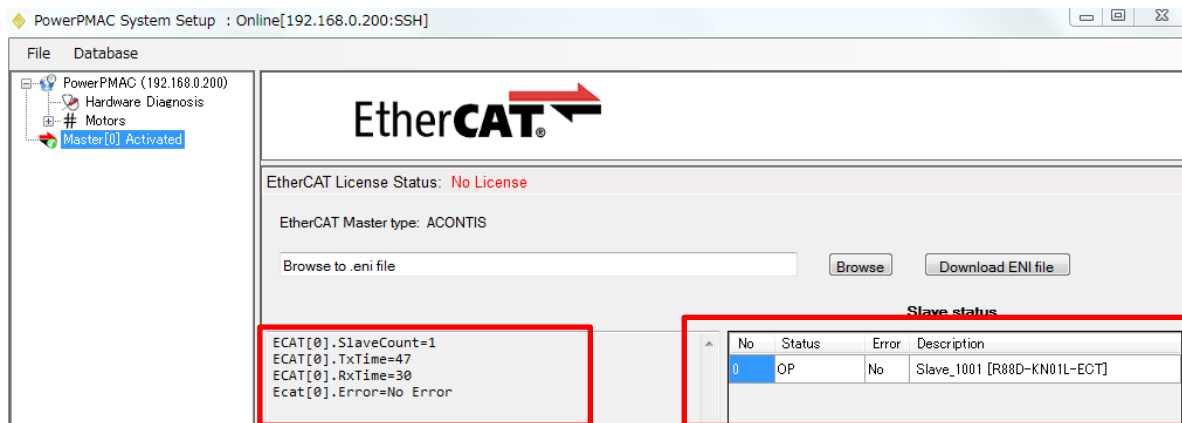 PowerPMAC System Setup : Online[192.168.0.200:SSH]
File Database
PowerPMAC (192.168.0.200)
Hardware Diagnosis
Motors
Master[0] Activated
EtherCAT®
EtherCAT License Status: No License
EtherCAT Master type: ACONTIS
Browse to .eni file
Browse
Download ENI file
Slave status
ECAT[0].SlaveCount=1
ECAT[0].TxTime=47
ECAT[0].RxTime=30
Ecat[0].Error=No Error
No Status Error Description
0 OP No Slave_1001 [R88D-KN01L-ECT]